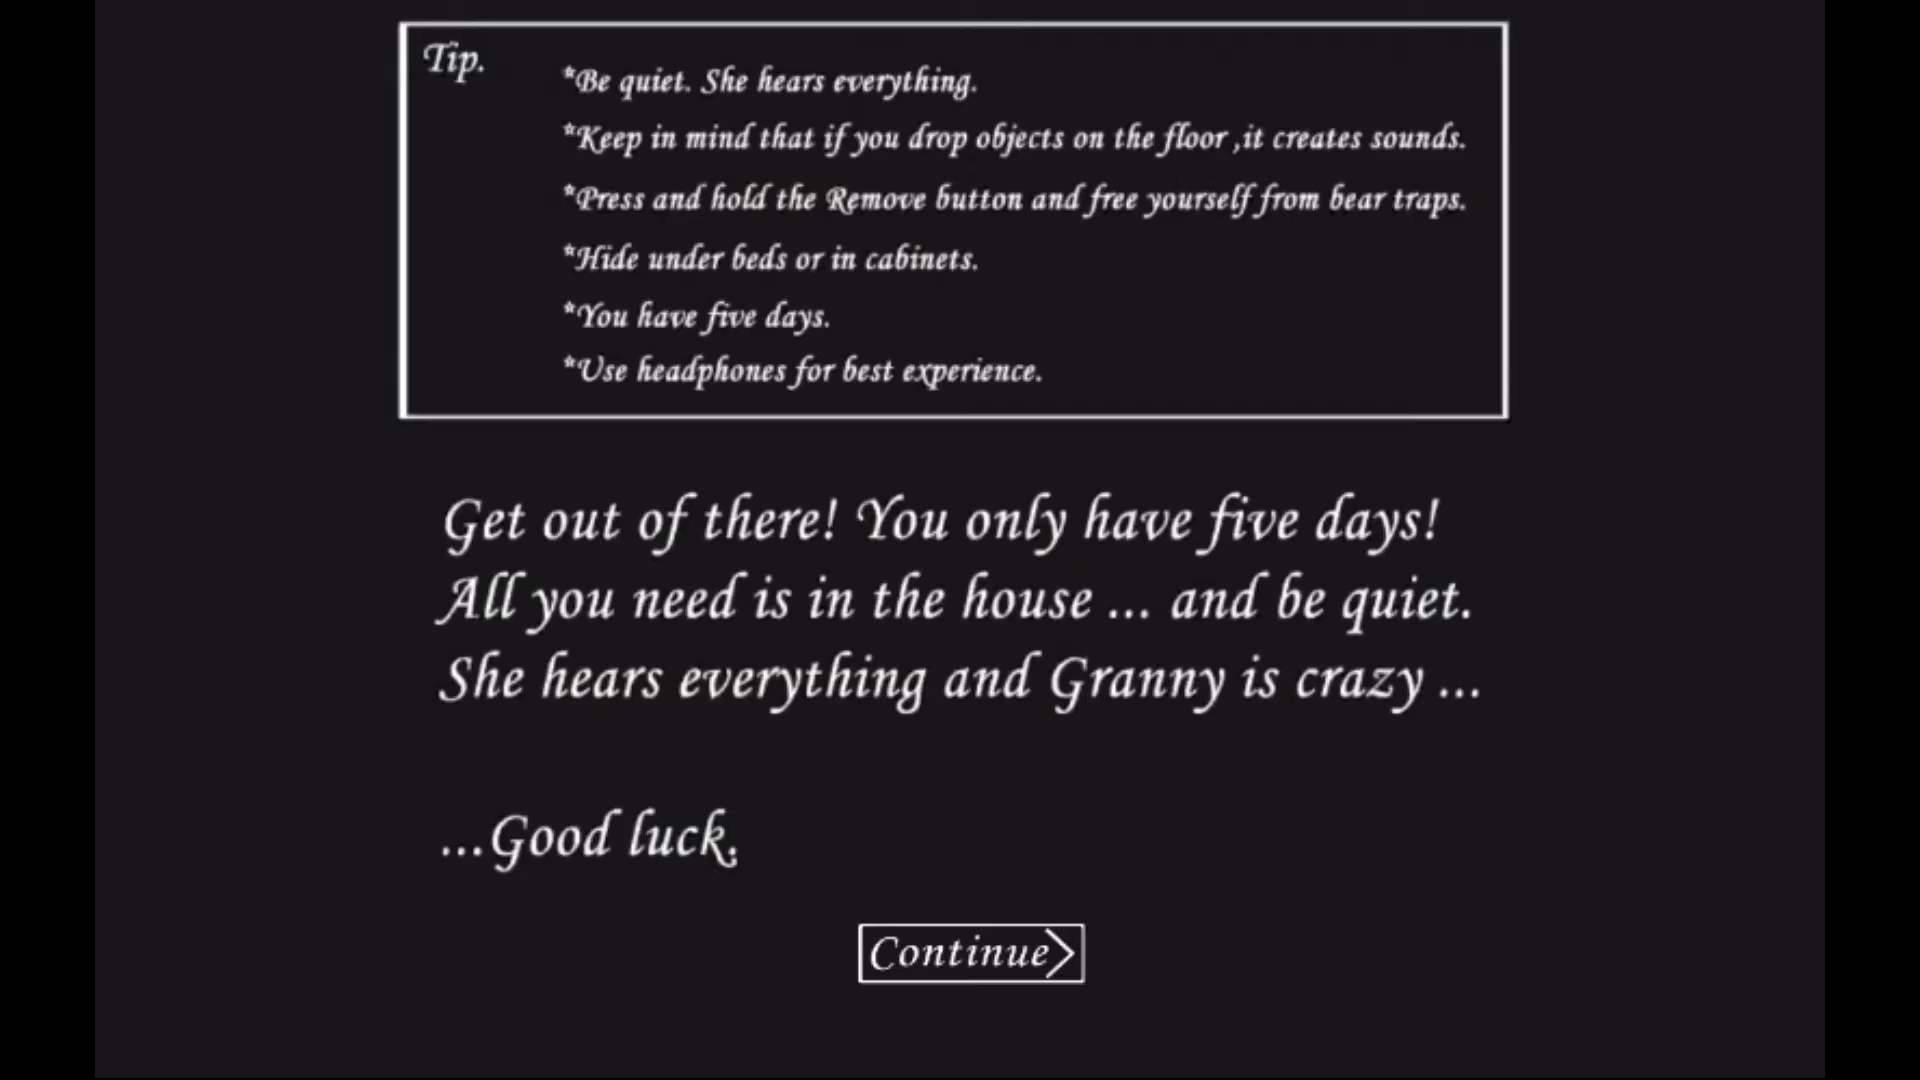 Tip.
*Be quiet. She hears everything.
*Keep in mind that if you drop objects on the floor ,it creates sounds.
*Press and hold the Remove button and free yourself from bear traps.
*Hide under beds or in cabinets.
*You have five days.
*Use headphones for best experience.
Get out of there! You only have five days!
All you need is in the house ... and be quiet.
She hears everything and Granny is crazy ...
...Good luck.
Continue>